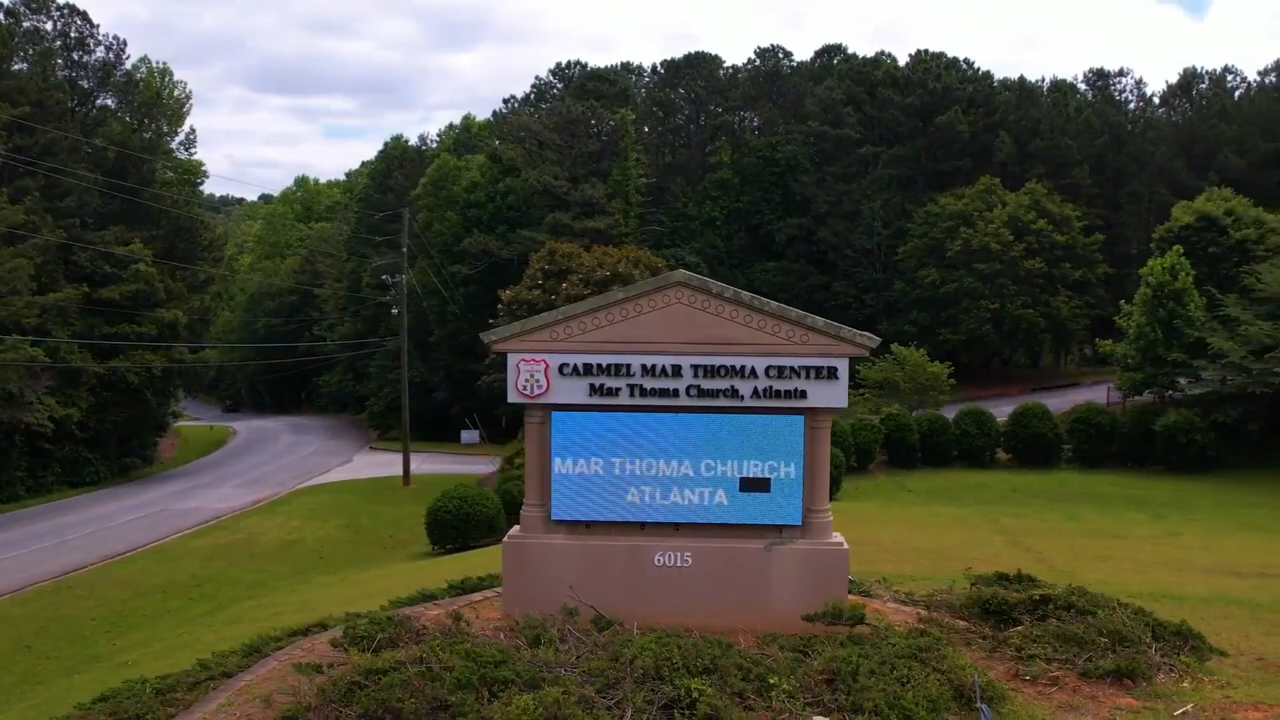 CARMEL MAR THOMA CENTER
Mar Thoma Church, Atlanta
MAR THOMA CHURCH
ATLANTA
6015